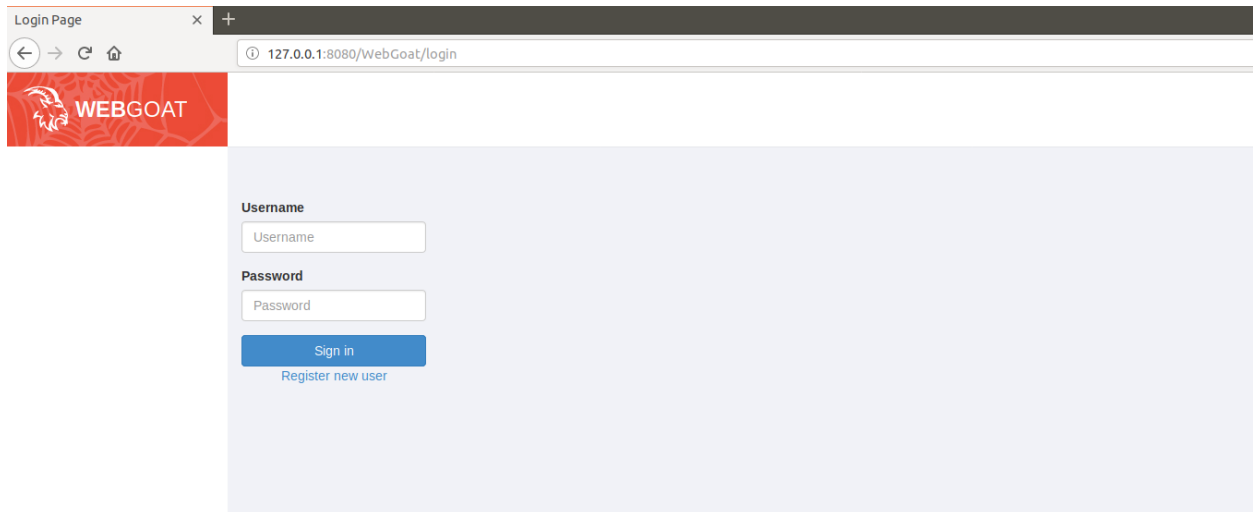 Login Page
127.0.0.1:8080/WebGoat/login
WEBGOAT
Username
Username
Password
Password
Sign in
Register new user